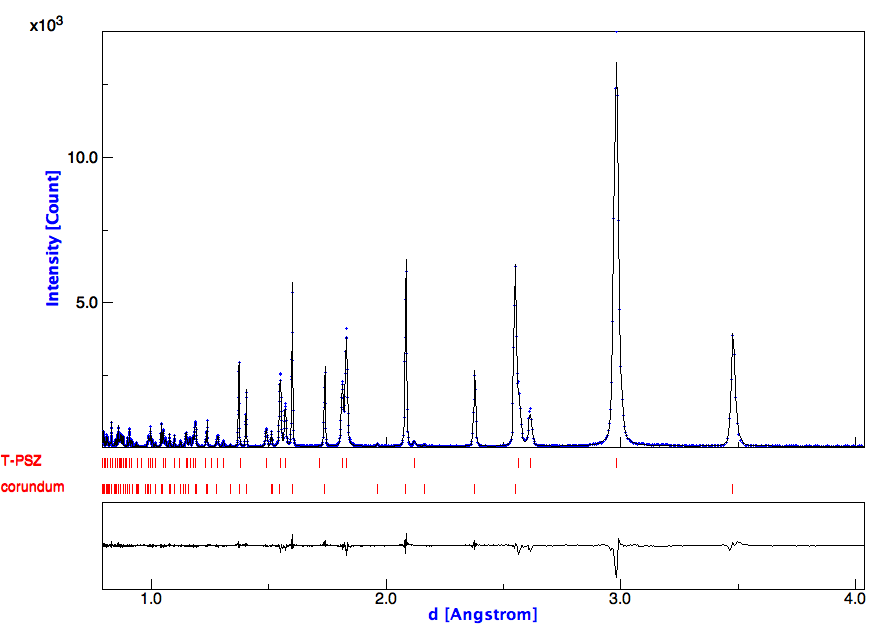 x10³
10.0
5.0
Intensity [Count]
T-PSZ
corundum
1.0 2.0 3.0 4.0
d [Angstrom]